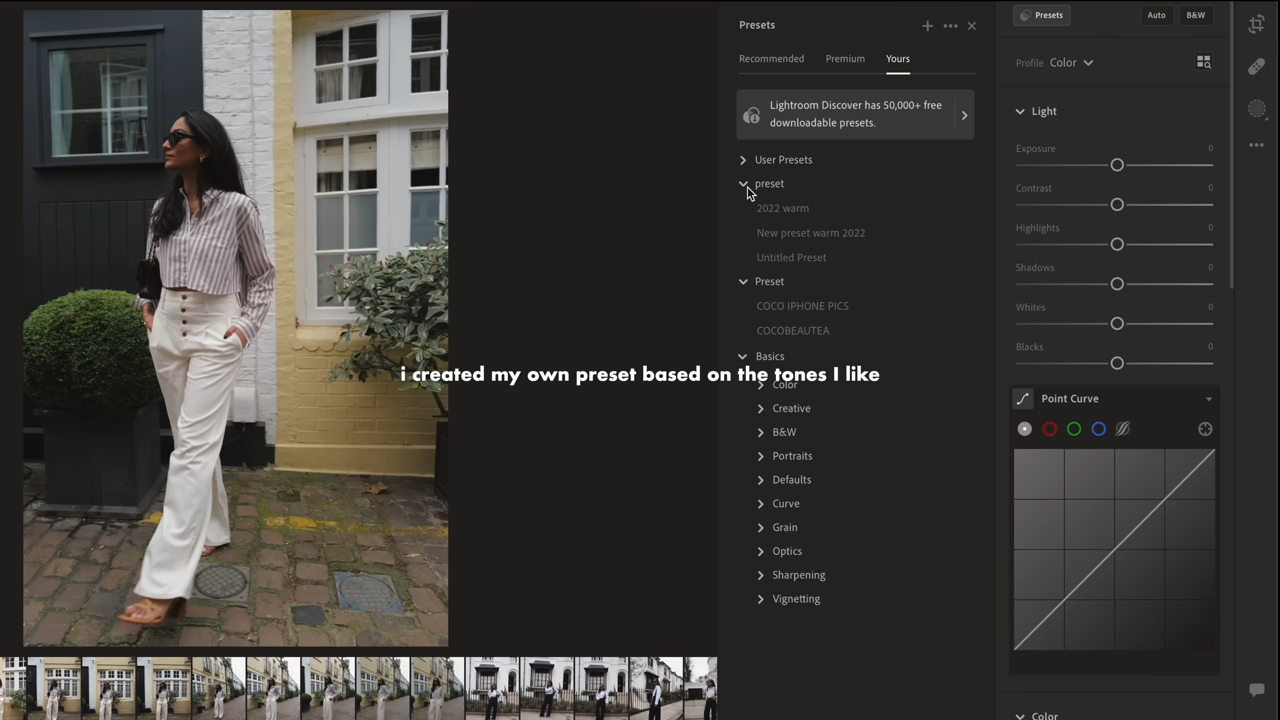 Presets
Recommended Premium Yours
Lightroom Discover has 50,000+ free
downloadable presets.
User Presets
preset
2022 warm
New preset warm 2022
Untitled Preset
Preset
COCO IPHONE PICS
COCOBEAUTEA
Basics
i created my own preset based on the tones I like
Color
Creative
B&W
Portraits
Defaults
Curve
Grain
Optics
Sharpening
Vignetting
Presets Auto B&W
Profile Color
Light
Exposure 0
Contrast 0
Highlights 0
Shadows 0
Whites 0
Blacks 0
Point Curve
Color